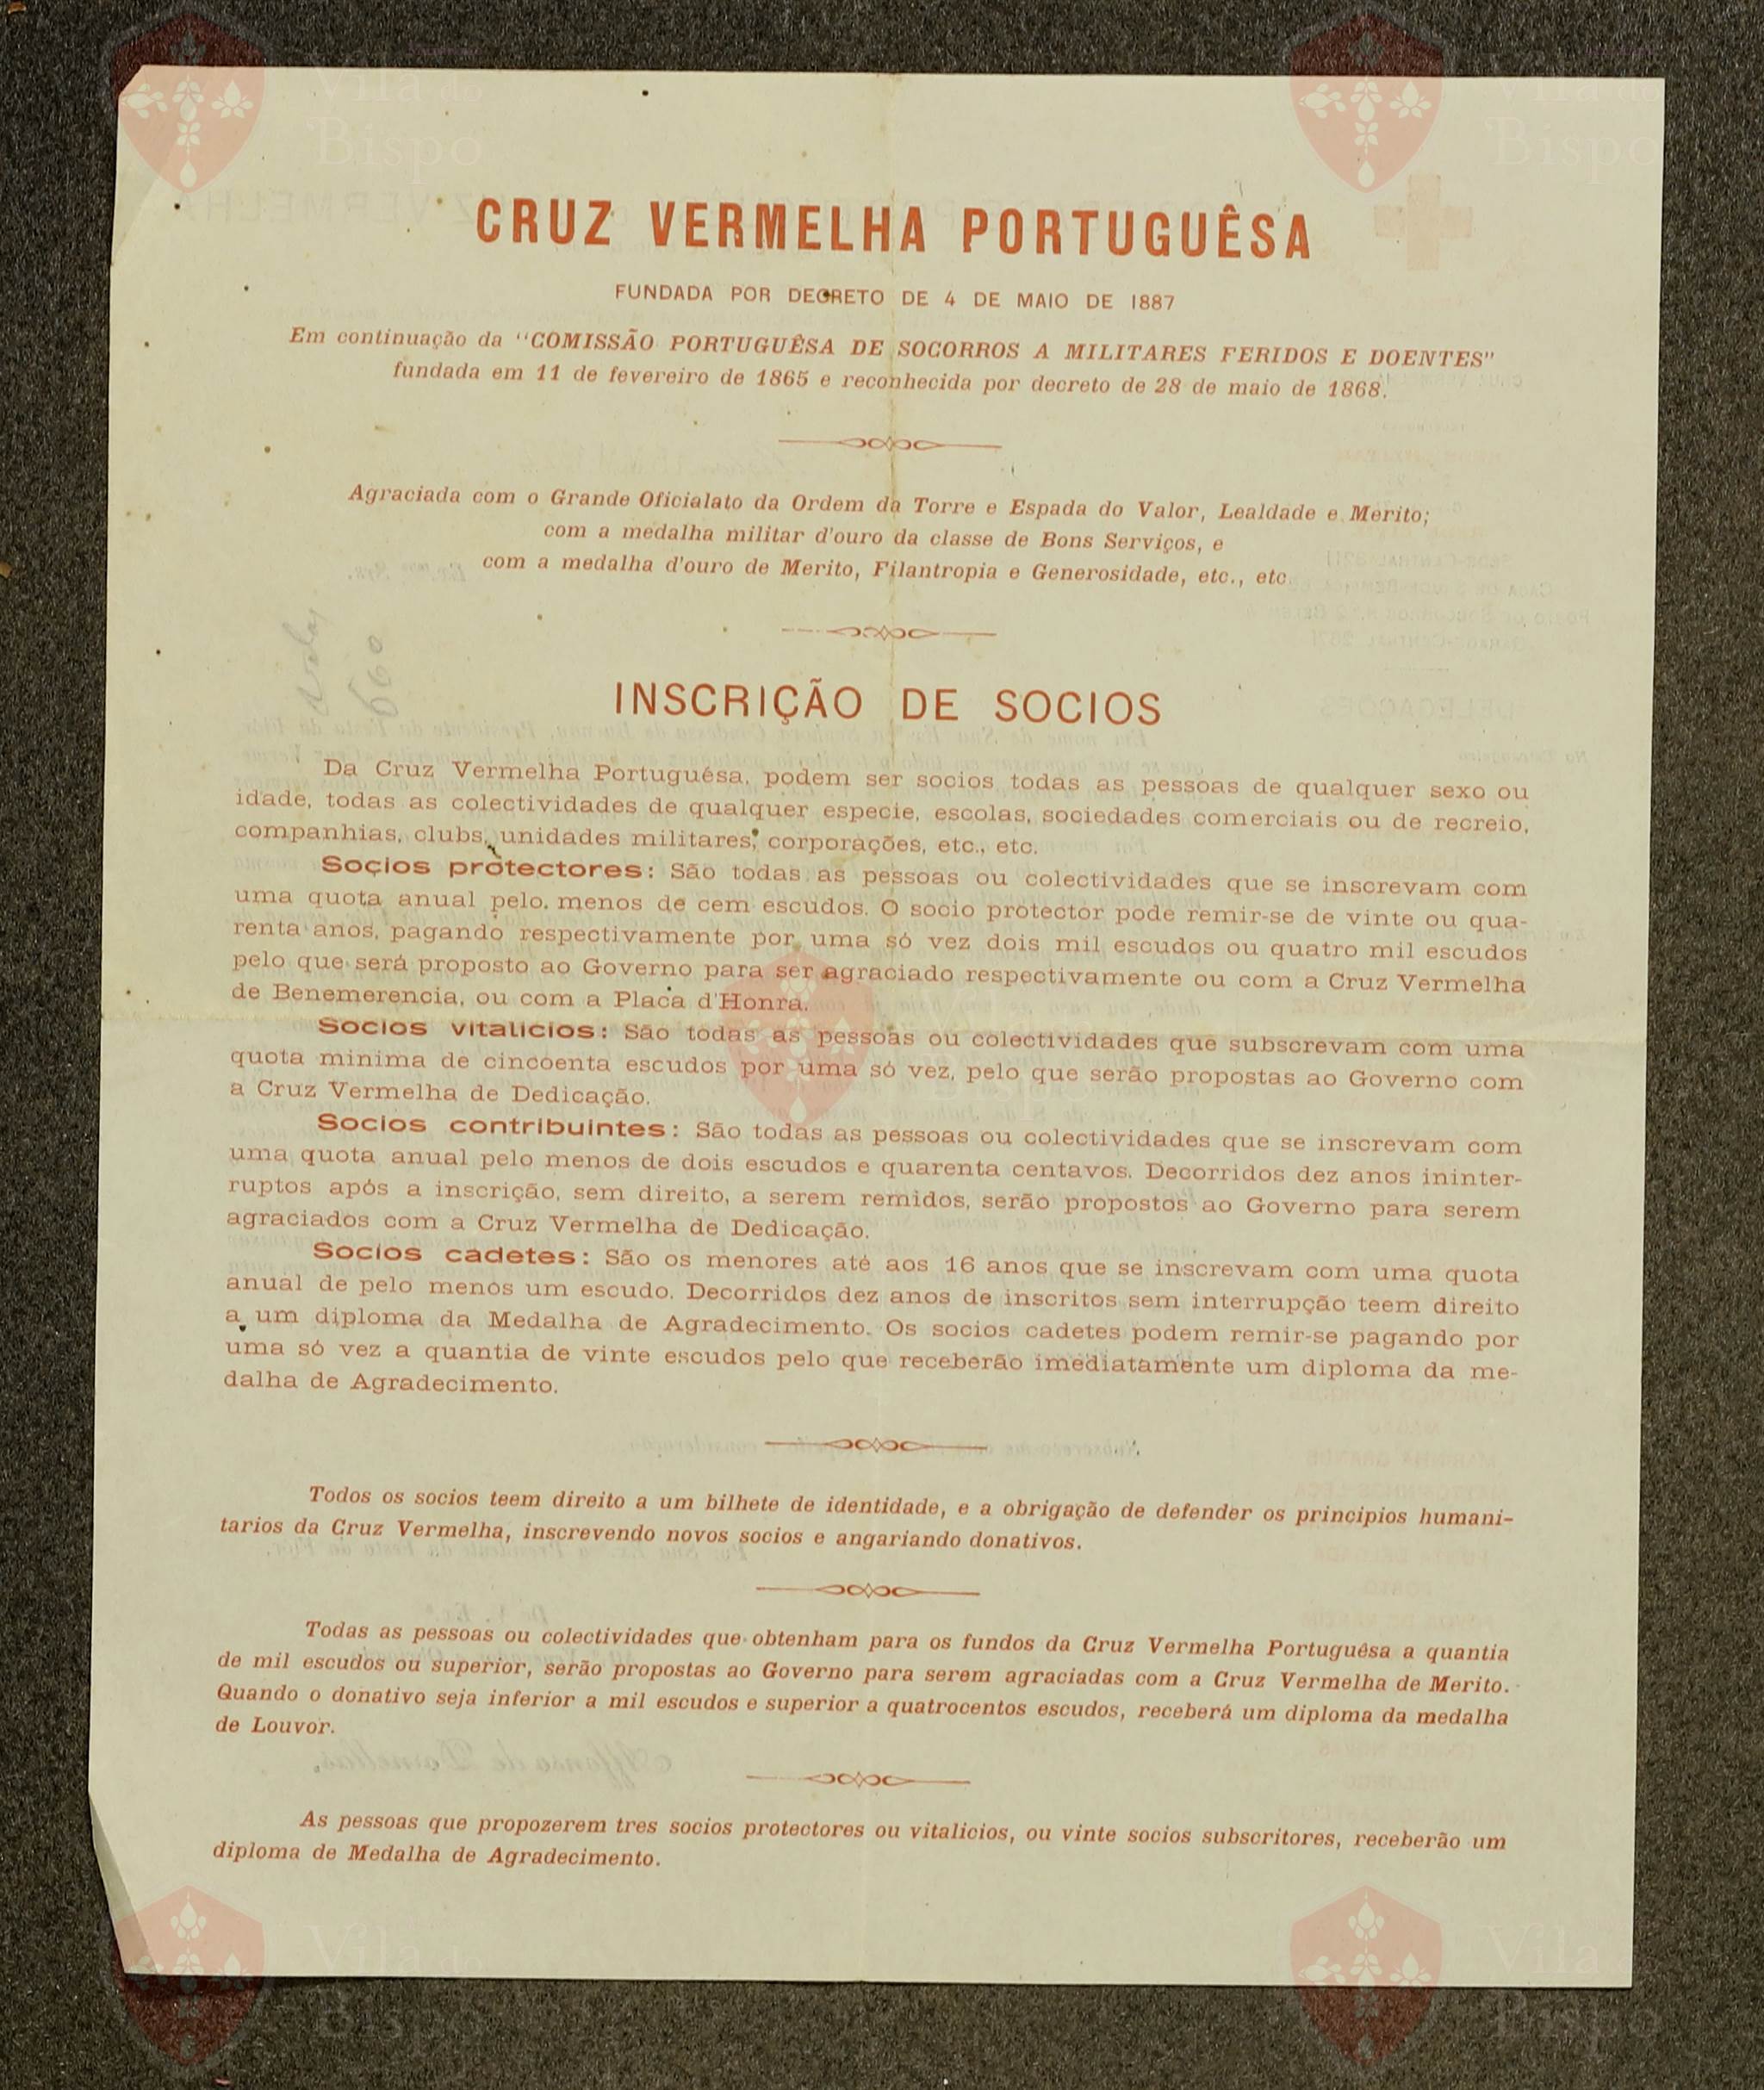 CRUZ VERMELHA PORTUGUÊSA
FUNDADA POR DECRETO DE 4 DE MAIO DE 1887
Em continuação da "COMISSÃO PORTUGUÊSA DE SOCORROS A MILITARES FERIDOS E DOENTES"
fundada em 11 de fevereiro de 1865 e reconhecida por decreto de 28 de maio de 1868.
Agraciada com o Grande Oficialato da Ordem da Torre e Espada do Valor, Lealdade e Merito;
com a medalha militar d'ouro da classe de Bons Serviços, e
com a medalha d'ouro de Merito, Filantropia e Generosidade, etc., etc
660
INSCRIÇÃO DE SOCIOS
Da Cruz Vermelha Portuguésa, podem ser socios todas as pessoas de qualquer sexo ou
idade, todas as colectividades de qualquer especie, escolas, sociedades comerciais ou de recreio,
companhias, clubs, unidades militares, corporações, etc., etc.
Socios protectores: São todas as pessoas ou colectividades que se inscrevam com
uma quota anual pelo menos de cem escudos. O socio protector pode remir-se de vinte ou qua-
renta anos, pagando respectivamente por uma só vez dois mil escudos ou quatro mil escudos
pelo que será proposto ao Governo para ser agraciado respectivamente ou com a Cruz Vermelha
de Benemerencia, ou com a Placa d'Honra.
Socios vitalicios: São todas as pessoas ou colectividades que subscrevam com uma
quota minima de cincoenta escudos por uma só vez, pelo que serão propostas ao Governo com
a Cruz Vermelha de Dedicação.
Socios contribuintes: São todas as pessoas ou colectividades que se inscrevam com
uma quota anual pelo menos de dois escudos e quarenta centavos. Decorridos dez anos ininter-
ruptos após a inscrição, sem direito, a serem remidos, serão propostos ao Governo para serem
agraciados com a Cruz Vermelha de Dedicação.
Socios cadetes: São os menores até aos 16 anos que se inscrevam com uma quota
anual de pelo menos um escudo. Decorridos dez anos de inscritos sem interrupção teem direito
a um diploma da Medalha de Agradecimento. Os socios cadetes podem remir-se pagando por
uma só vez a quantia de vinte escudos pelo que receberão imediatamente um diploma da me-
dalha de Agradecimento.
Todos os socios teem direito a um bilhete de identidade, e a obrigação de defender os principios humani-
tarios da Cruz Vermelha, inscrevendo novos socios e angariando donativos.
Todas as pessoas ou colectividades que obtenham para os fundos da Cruz Vermelha Portuguêsa a quantia
de mil escudos ou superior, serão propostas ao Governo para serem agraciadas com a Cruz Vermelha de Merito.
Quando o donativo seja inferior a mil escudos e superior a quatrocentos escudos, receberá um diploma da medalha
de Louvor.
As pessoas que propozerem tres socios protectores ou vitalicios, ou vinte socios subscritores, receberão um
diploma de Medalha de Agradecimento.
Vila do
Bispo
Vila do
Bispo
Vila do
Bispo
Vila
Bispo